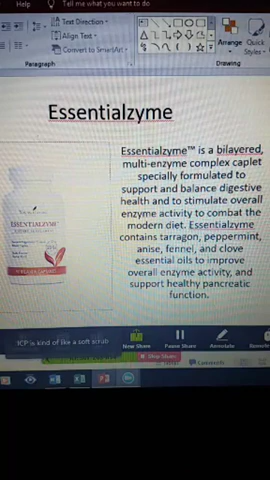 Help
Tell me what you want to do
Text Direction
Align Text
Convert to SmartArt
Arrange
Quick
Styles
Paragraph
Drawing
Essentialzyme
Essentialzyme™ is a bilayered,
multi-enzyme complex caplet
specially formulated to
support and balance digestive
health and to stimulate overall
enzyme activity to combat the
modern diet. Essentialzyme
contains tarragon, peppermint,
anise, fennel, and clove
essential oils to improve
overall enzyme activity, and
support healthy pancreatic
function.
ESSENTIALZYME
ICP is kind of like a soft scrub
New Share
Pause Share
Annotate
Stop Share
Comments